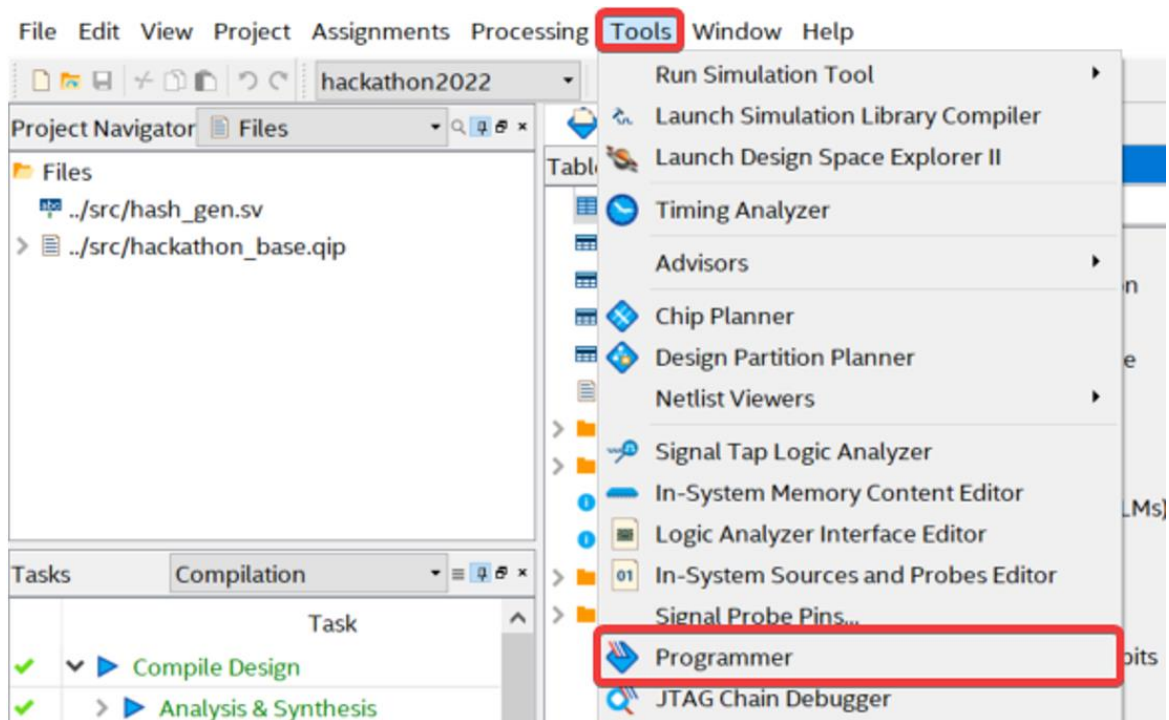 File Edit View Project Assignments Processing Tools Window Help
hackathon2022
Project Navigator Files
Files
../src/hash_gen.sv
../src/hackathon_base.qip
Tasks Compilation
Task
Compile Design
Analysis & Synthesis
Run Simulation Tool
Launch Simulation Library Compiler
Launch Design Space Explorer II
Timing Analyzer
Advisors
Chip Planner
Design Partition Planner
Netlist Viewers
Signal Tap Logic Analyzer
In-System Memory Content Editor
Logic Analyzer Interface Editor
In-System Sources and Probes Editor
Signal Probe Pins...
Programmer
JTAG Chain Debugger